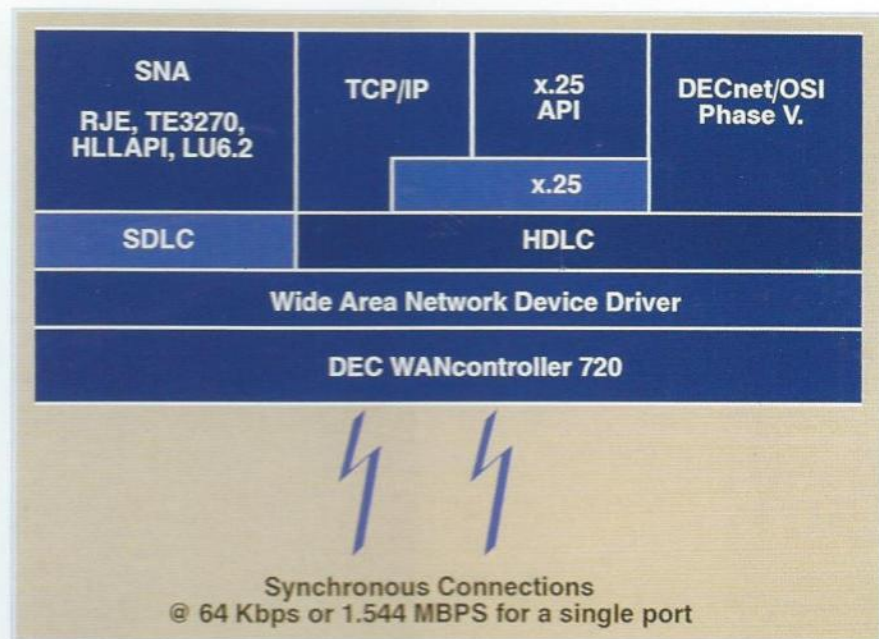 SNA
RJE, TE3270,
HLLAPI, LU6.2
TCP/IP
x.25
API
DECnet/OSI
Phase V.
x.25
SDLC
HDLC
Wide Area Network Device Driver
DEC WANcontroller 720
Synchronous Connections
@ 64 Kbps or 1.544 MBPS for a single port